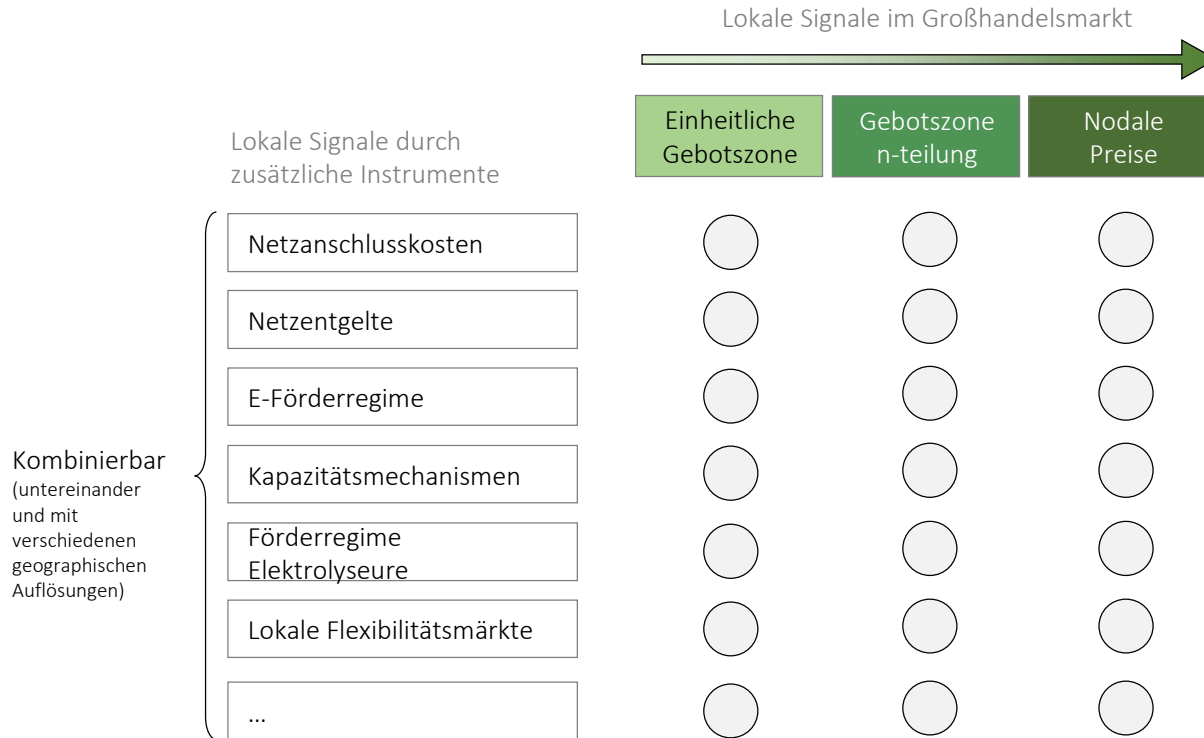 Lokale Signale im Großhandelsmarkt
Lokale Signale durch
zusätzliche Instrumente
Einheitliche
Gebotszone
Gebotszone
n-teilung
Nodale
Preise
Netzanschlusskosten
Netzentgelte
E-Förderregime
Kapazitätsmechanismen
Förderregime
Elektrolyseure
Lokale Flexibilitätsmärkte
...
Kombinierbar
(untereinander
und mit
verschiedenen
geographischen
Auflösungen)